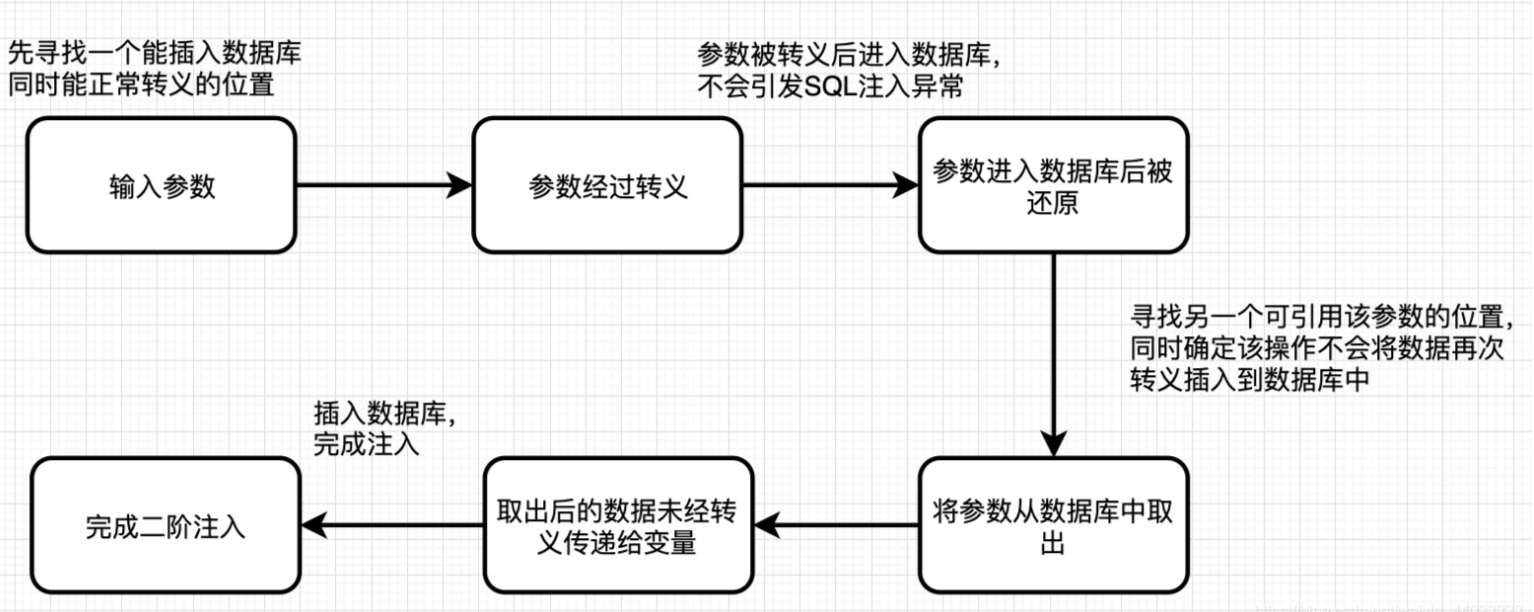 先寻找一个能插入数据库
同时能正常转义的位置
参数被转义后进入数据库，
不会引发SQL注入异常
输入参数
参数经过转义
参数进入数据库后被
还原
寻找另一个可引用该参数的位置，
同时确定该操作不会将数据再次
转义插入到数据库中
插入数据库，
完成注入
完成二阶注入
取出后的数据未经转
义传递给变量
将参数从数据库中取
出